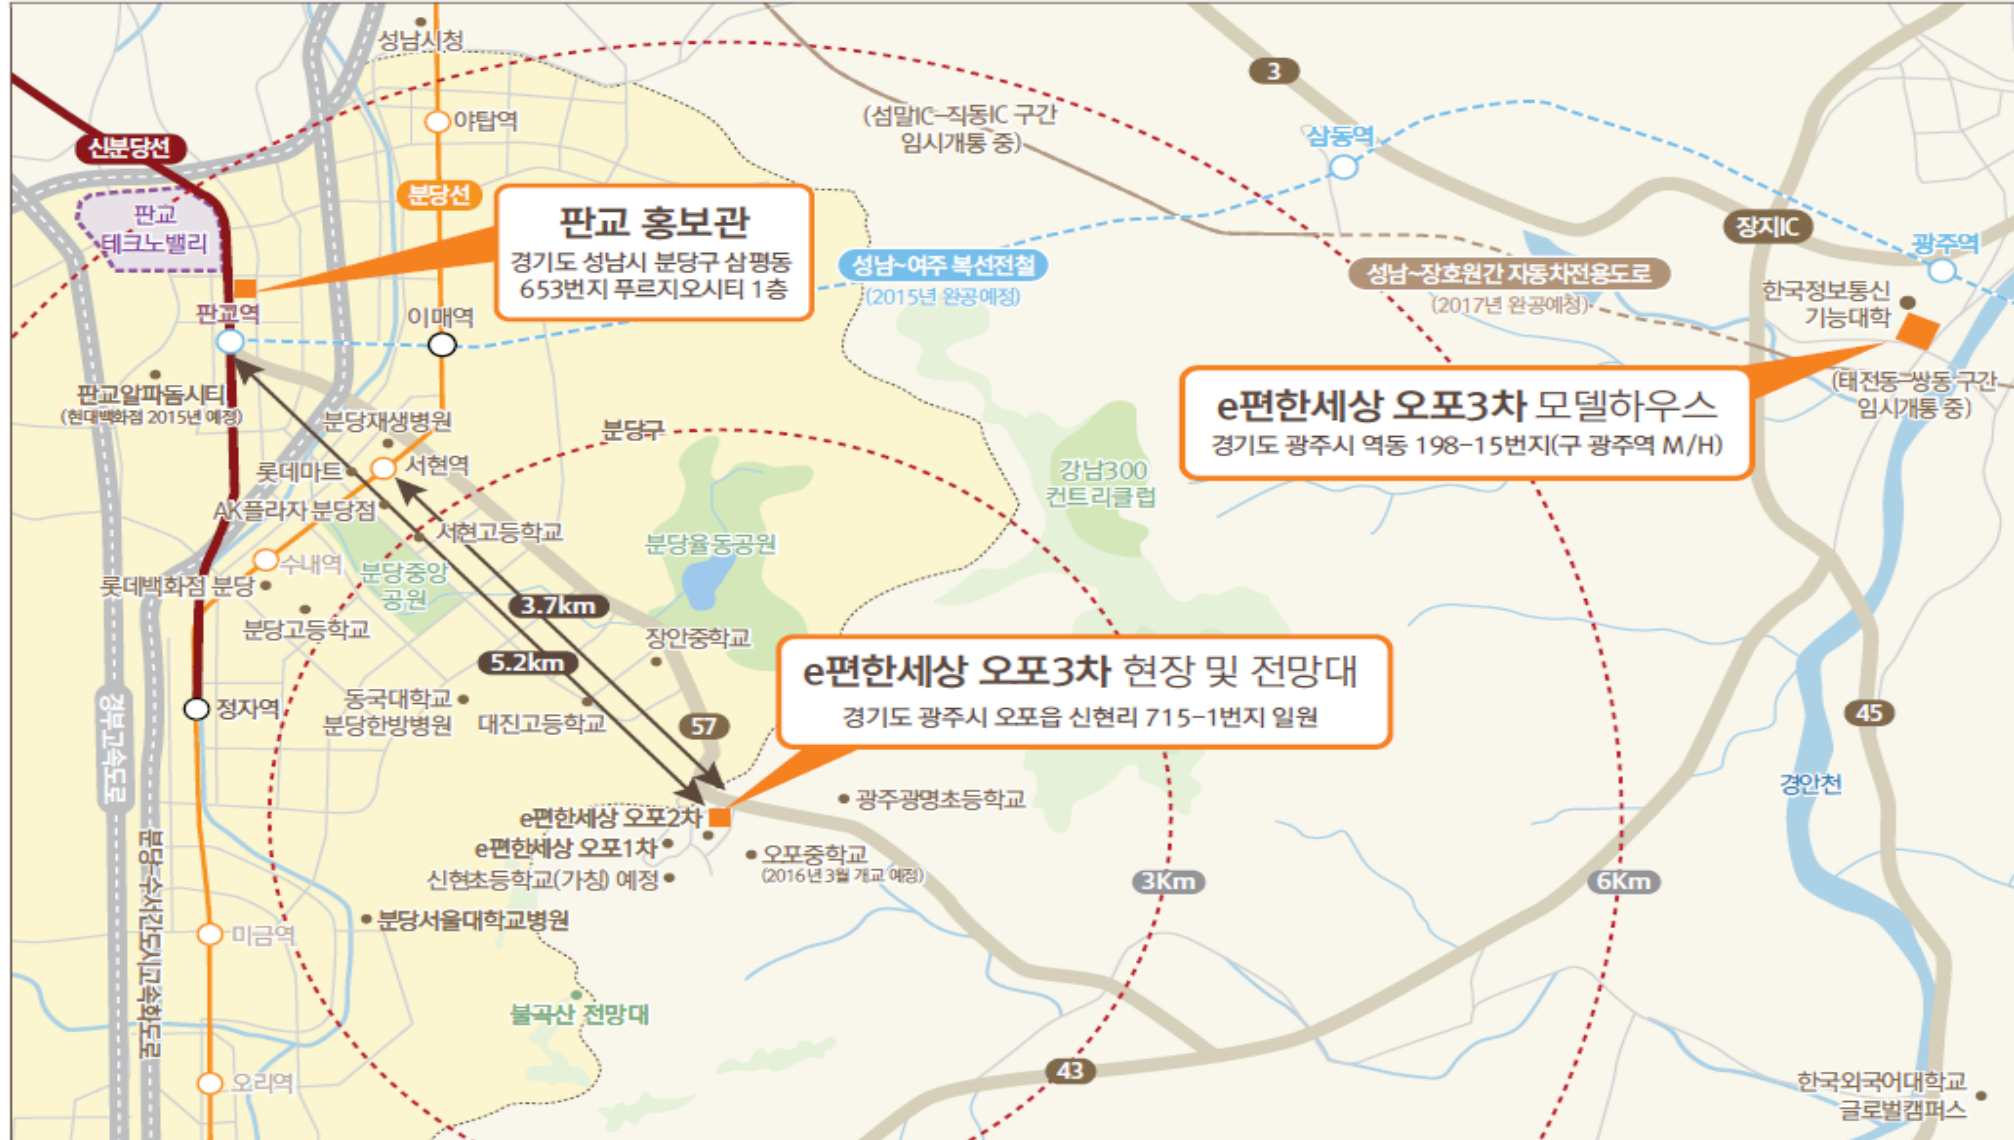 성남시청
야탑역
신분당선
분당선
판교
테크노밸리
판교 홍보관
경기도 성남시 분당구 삼평동
653번지 푸르지오시티 1층
판교역
이매역
(섬말IC-직동IC 구간
임시개통 중)
3
삼동역
성남~여주 복선전철
(2015년 완공예정)
성남~장호원간 자동차전용도로
(2017년 완공예정)
장지IC
광주역
한국정보통신
기능대학
(태전동-쌍동 구간
임시개통 중)
e편한세상 오포3차 모델하우스
경기도 광주시 역동 198-15번지(구 광주역 M/H)
판교알파돔시티
(현대백화점 2015년 예정)
분당재생병원
분당구
롯데마트
서현역
AK플라자 분당점
서현고등학교
강남300
컨트리클럽
분당율동공원
수내역
롯데백화점 분당
분당중앙
공원
분당고등학교
3.7km
5.2km
장안중학교
e편한세상 오포3차 현장 및 전망대
경기도 광주시 오포읍 신현리 715-1번지 일원
정자역
동국대학교
분당한방병원
대진고등학교
57
45
경부고속도로
경안천
광주광명초등학교
e편한세상 오포2차
e편한세상 오포1차
신현초등학교(가칭) 예정
오포중학교
(2016년 3월 개교 예정)
3Km
6Km
분당~수서간도시고속화도로
분당서울대학교병원
미금역
불곡산 전망대
오리역
43
한국외국어대학교
글로벌캠퍼스